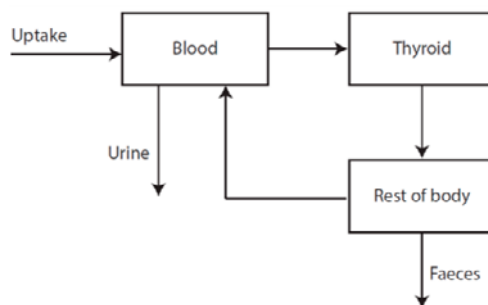 Uptake
Blood
Thyroid
Urine
Rest of body
Faeces